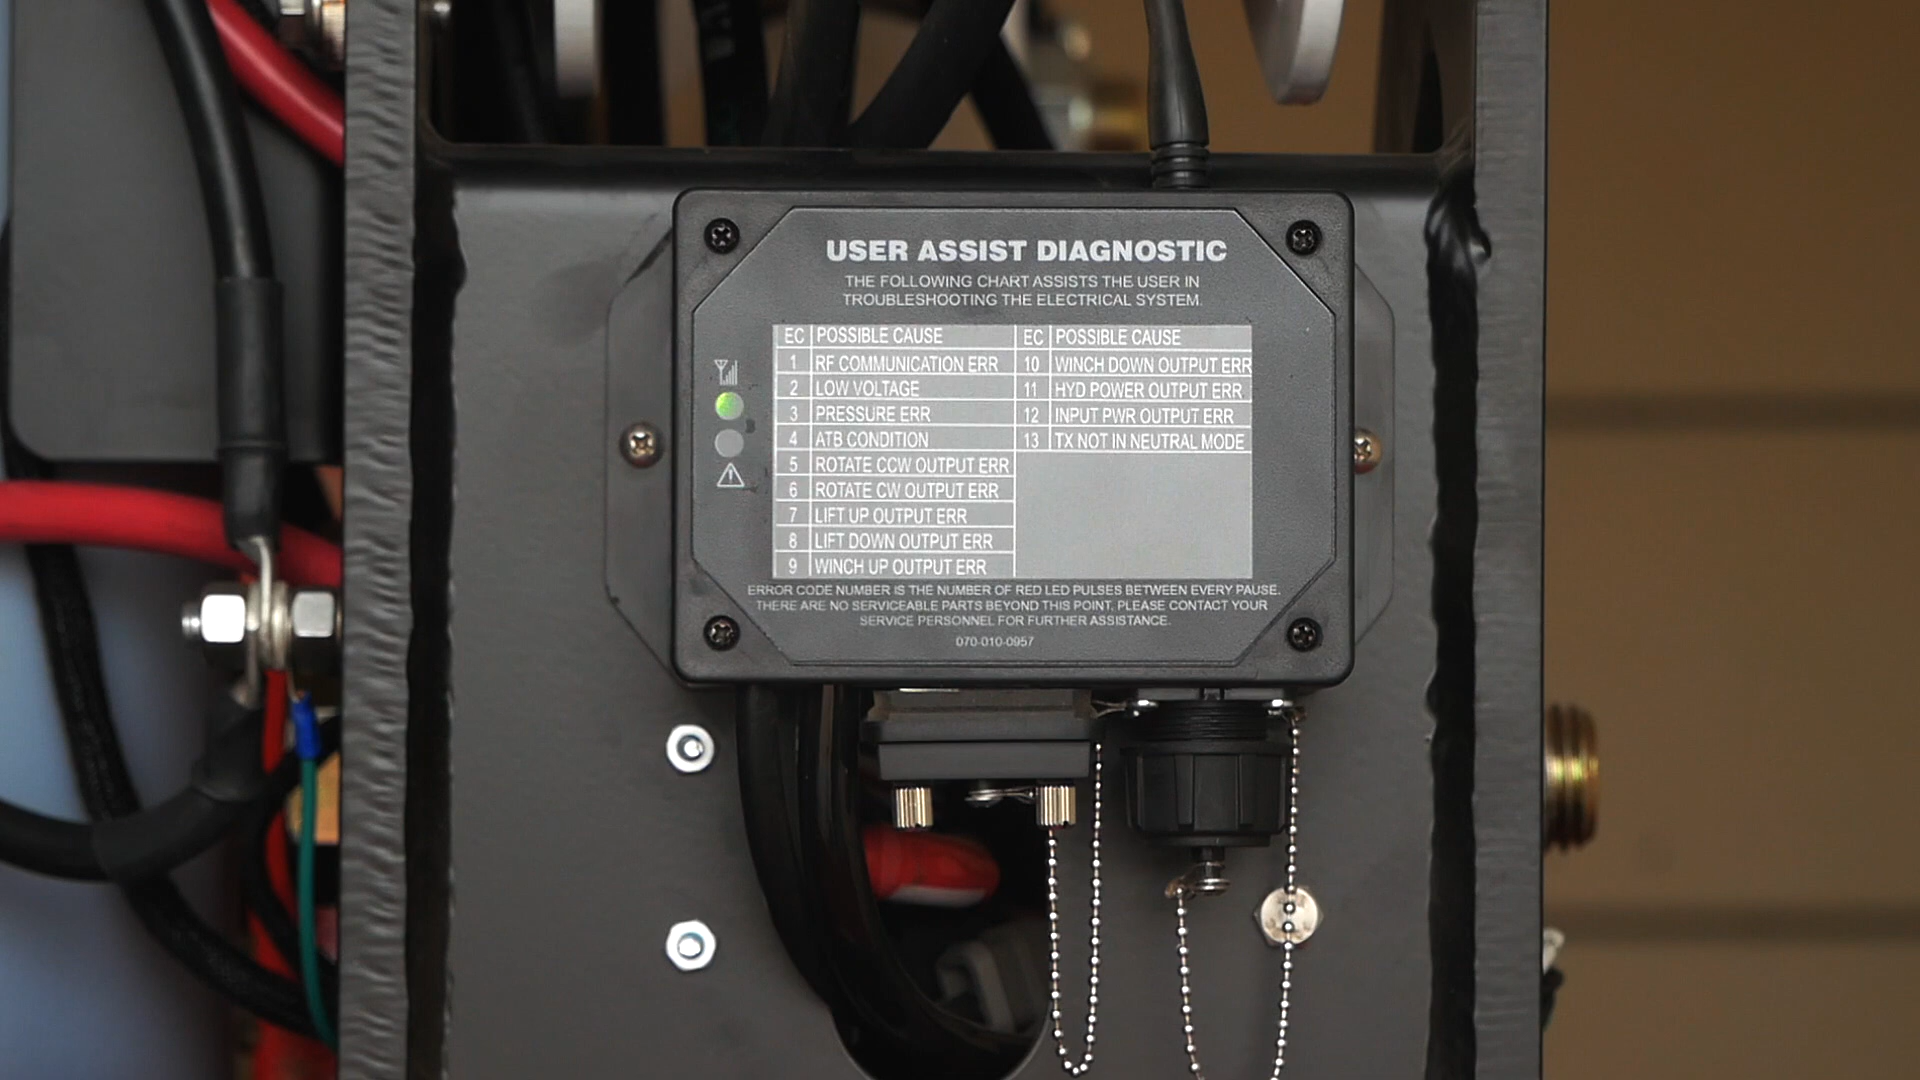 USER ASSIST DIAGNOSTIC
THE FOLLOWING CHART ASSISTS THE USER IN
TROUBLESHOOTING THE ELECTRICAL SYSTEM.
EC POSSIBLE CAUSE EC POSSIBLE CAUSE
1 RF COMMUNICATION ERR 10 WINCH DOWN OUTPUT ERR
2 LOW VOLTAGE 11 HYD POWER OUTPUT ERR
3 PRESSURE ERR 12 INPUT PWR OUTPUT ERR
4 ATB CONDITION 13 TX NOT IN NEUTRAL MODE
5 ROTATE CCW OUTPUT ERR
6 ROTATE CW OUTPUT ERR
7 LIFT UP OUTPUT ERR
8 LIFT DOWN OUTPUT ERR
9 WINCH UP OUTPUT ERR
ERROR CODE NUMBER IS THE NUMBER OF RED LED PULSES BETWEEN EVERY PAUSE.
THERE ARE NO SERVICEABLE PARTS BEYOND THIS POINT. PLEASE CONTACT YOUR
SERVICE PERSONNEL FOR FURTHER ASSISTANCE.
070-010-0957